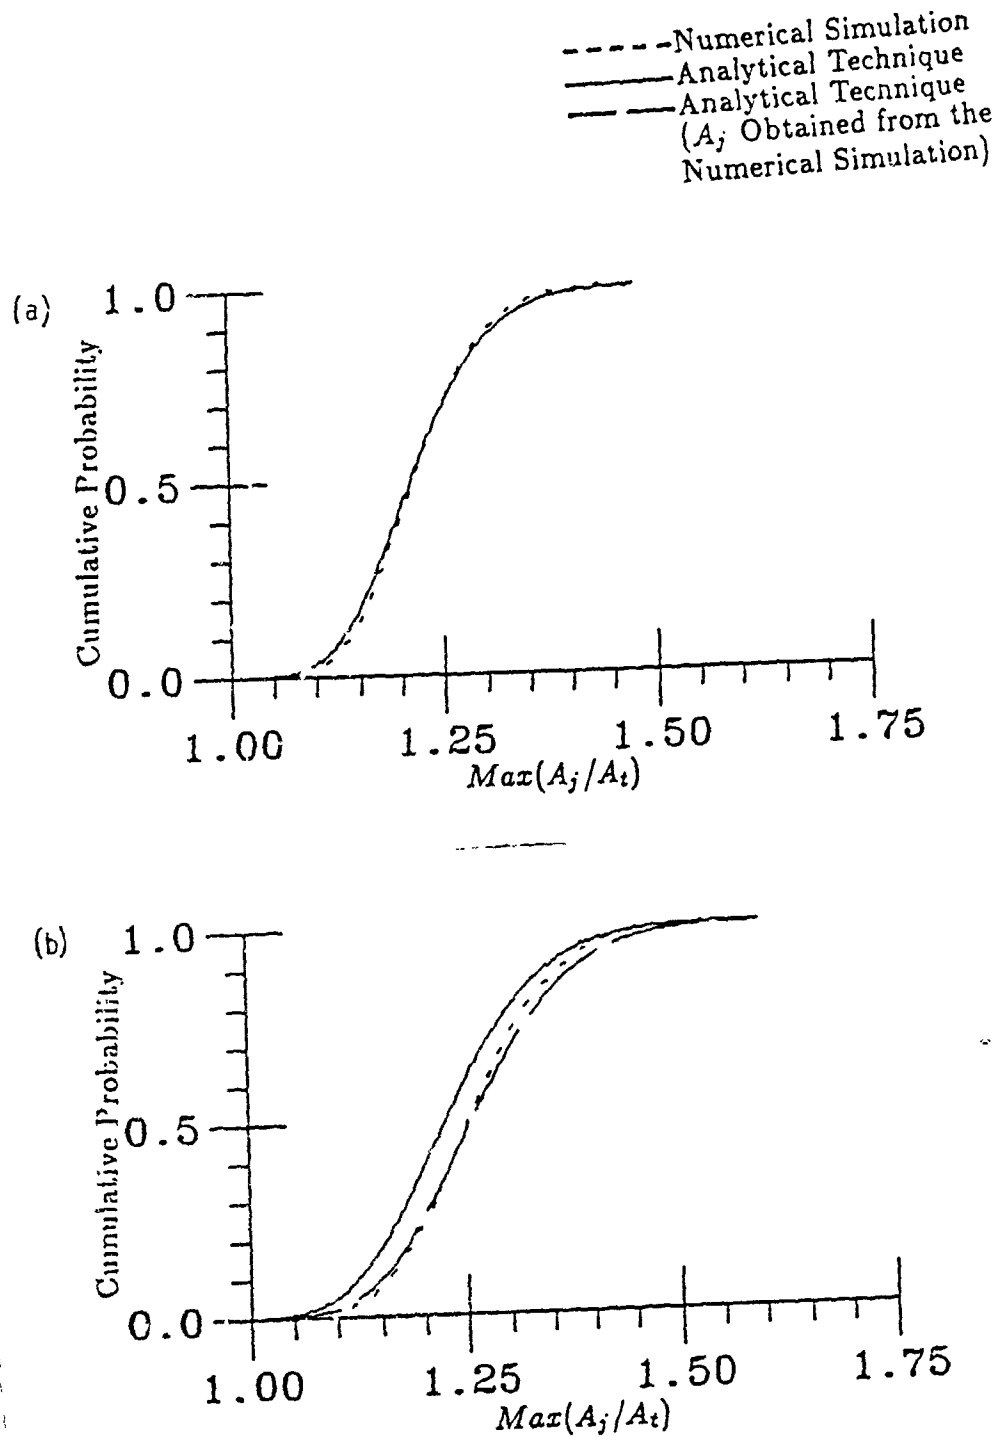 Numerical Simulation
Analytical Technique
Analytical Tecnnique
(Aj Obtained from the
Numerical Simulation)
(a)
1.0
0.5
0.0
Cumulative Probability
1.00 1.25 1.50 1.75
Max(Aj/At)
(b)
1.0
0.5
0.0
Cumulative Probability
1.00 1.25 1.50 1.75
Max(Aj/At)